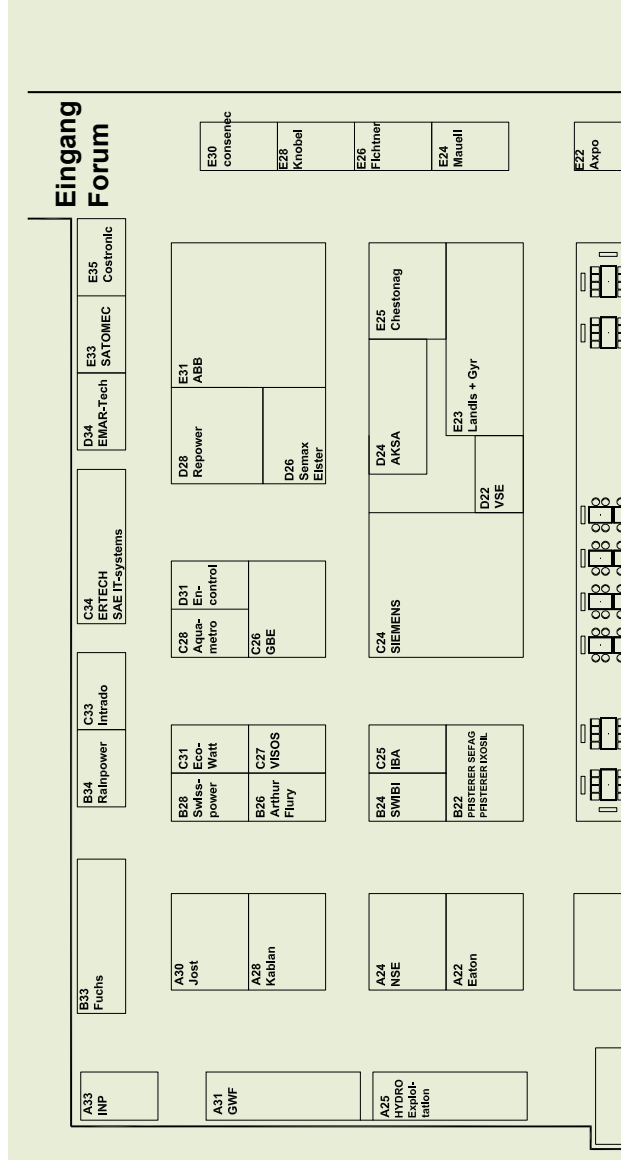 Eingang
Forum
E30
consenec
E28
Knobel
E26
Fichtner
E24
Mauell
E22
Axpo
E35
Costronic
E33
SATOMEC
D34
EMAR-Tech
C34
ERTECH
SAE IT-systems
C33
Intrado
B34
Rainpower
B33
Fuchs
A33
INP
E31
ABB
D28
Repower
D26
Semax
Elster
E25
Chestonag
E23
Landis + Gyr
D24
AKSA
D22
VSE
D31
En-
control
C28
Aqua-
metro
C26
GBE
C24
SIEMENS
C31
Eco-
Watt
C27
VISOS
B28
Swiss-
power
B26
Arthur
Flury
C25
IBA
B24
SWIBI
B22
PFISTERER SEFAG
PFISTERER IXOSIL
A30
Jost
A28
Kablan
A24
NSE
A22
Eaton
A31
GWF
A25
HYDRO
Exploi-
tation